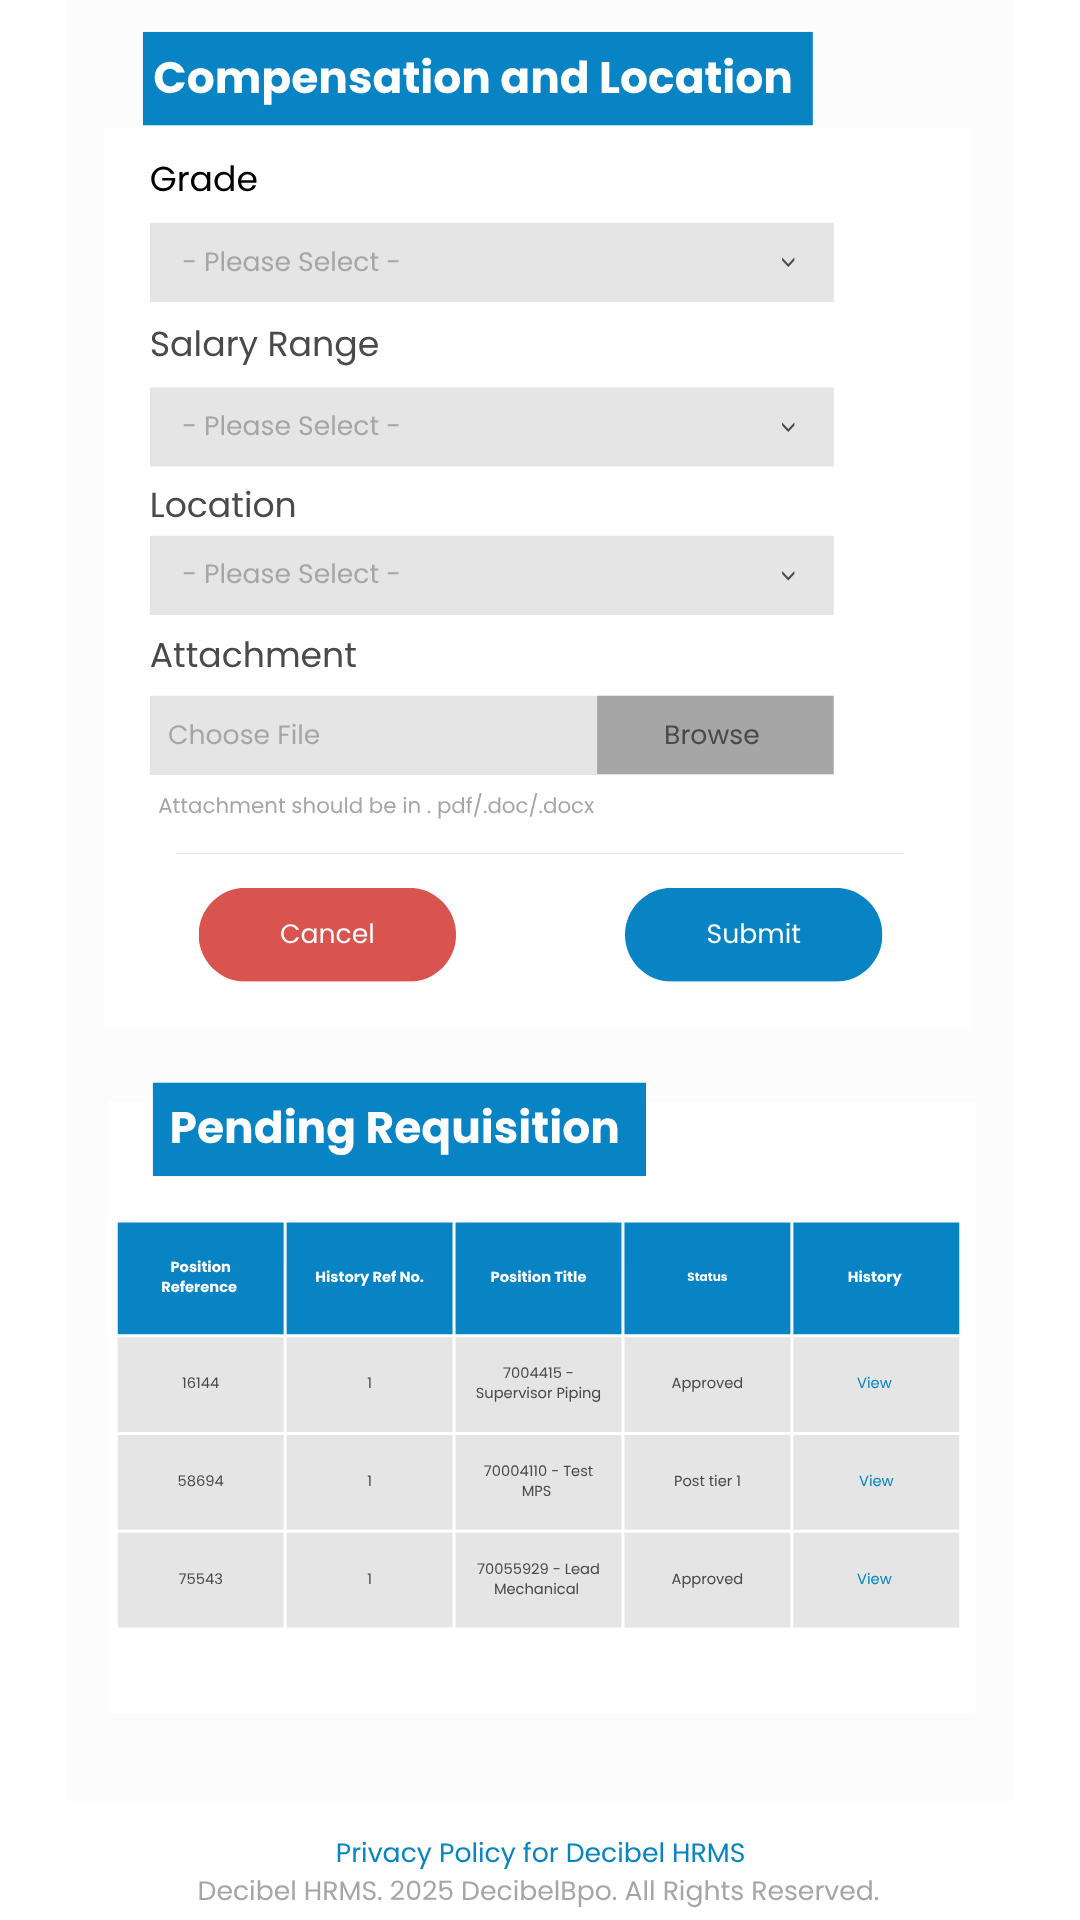 Compensation and Location
Grade
- Please Select -
Salary Range
- Please Select -
Location
- Please Select -
Attachment
Choose File
Browse
Attachment should be in . pdf/.doc/.docx
Cancel
Submit
Pending Requisition
Position
Reference
History Ref No.
Position Title
Status
History
16144
1
7004415 -
Supervisor Piping
Approved
View
58694
1
70004110 - Test
MPS
Post tier 1
View
75543
1
70055929 - Lead
Mechanical
Approved
View
Privacy Policy for Decibel HRMS
Decibel HRMS. 2025 DecibelBpo. All Rights Reserved.